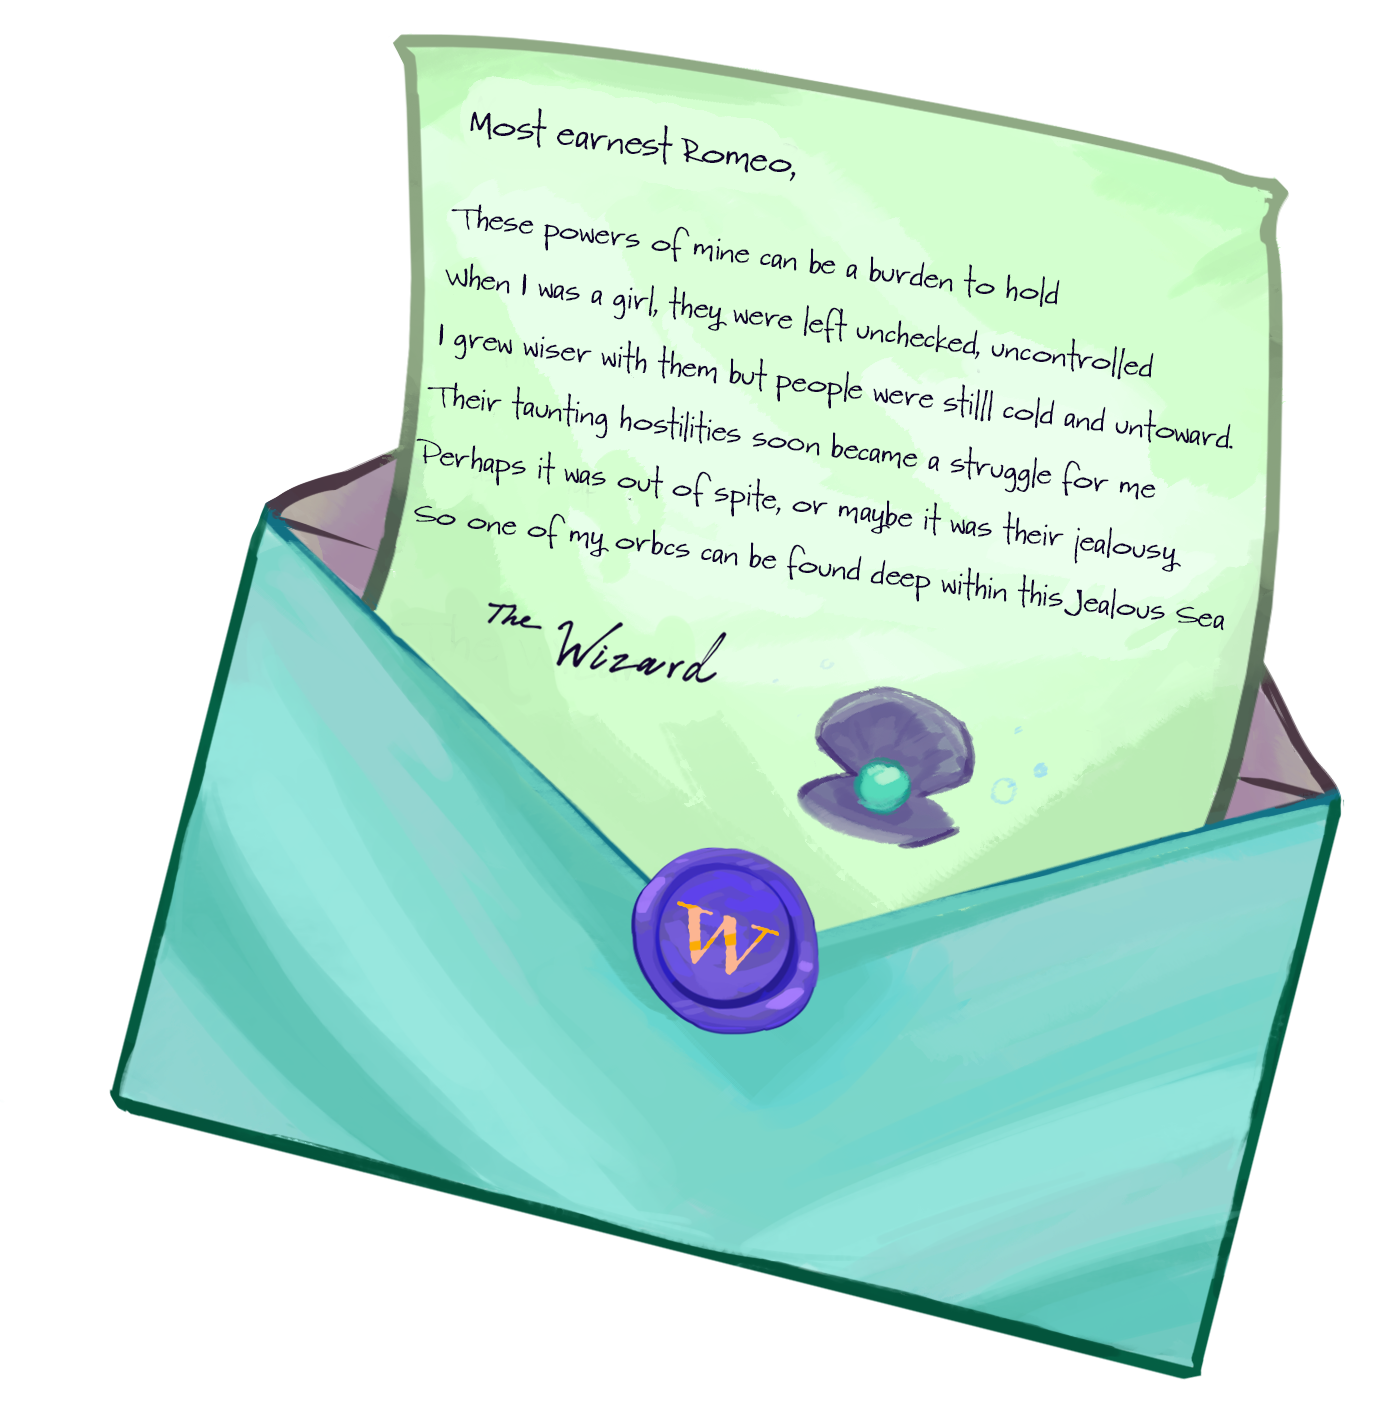 Most earnest Romeo,
These powers of mine can be a burden to hold
When I was a girl, they were left unchecked, uncontrolled
I grew wiser with them but people were stilll cold and untoward.
Their taunting hostilities soon became a struggle for me
Perhaps it was out of spite, or maybe it was their jealousy
So one of my orbcs can be found deep within this Jealous Sea
The Wizard
W